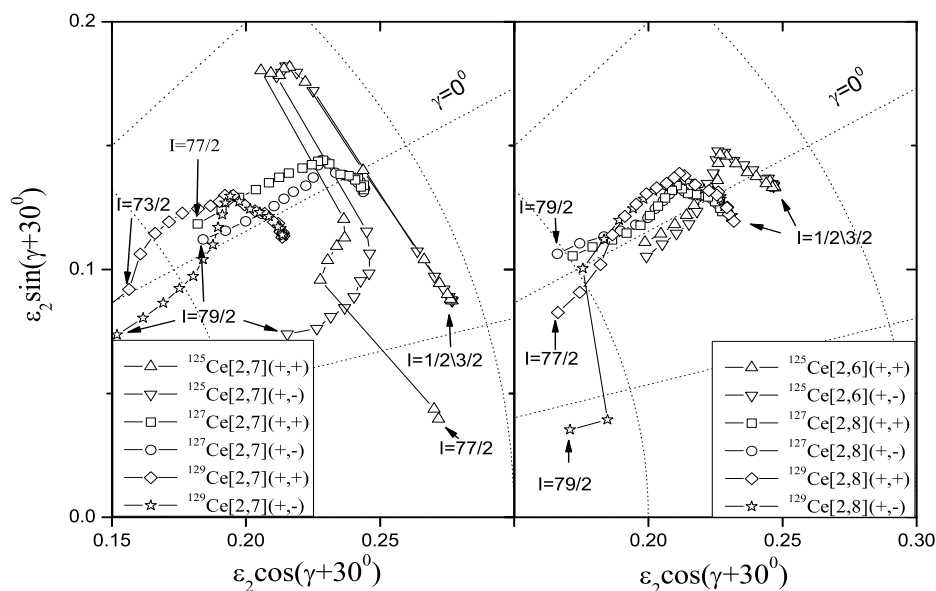 0.2
0.1
0.0
ε₂sin(γ+30⁰)
γ=0⁰
I=77/2
I=73/2
I=79/2
I=1/2\3/2
I=77/2
¹²⁵Ce[2,7](+,+)
¹²⁵Ce[2,7](+,-)
¹²⁷Ce[2,7](+,+)
¹²⁷Ce[2,7](+,-)
¹²⁹Ce[2,7](+,+)
¹²⁹Ce[2,7](+,-)
0.15
0.20
0.25
ε₂cos(γ+30⁰)
γ=0⁰
I=79/2
I=1/2\3/2
I=77/2
I=79/2
¹²⁵Ce[2,6](+,+)
¹²⁵Ce[2,6](+,-)
¹²⁷Ce[2,8](+,+)
¹²⁷Ce[2,8](+,-)
¹²⁹Ce[2,8](+,+)
¹²⁹Ce[2,8](+,-)
0.20
0.25
0.30
ε₂cos(γ+30⁰)